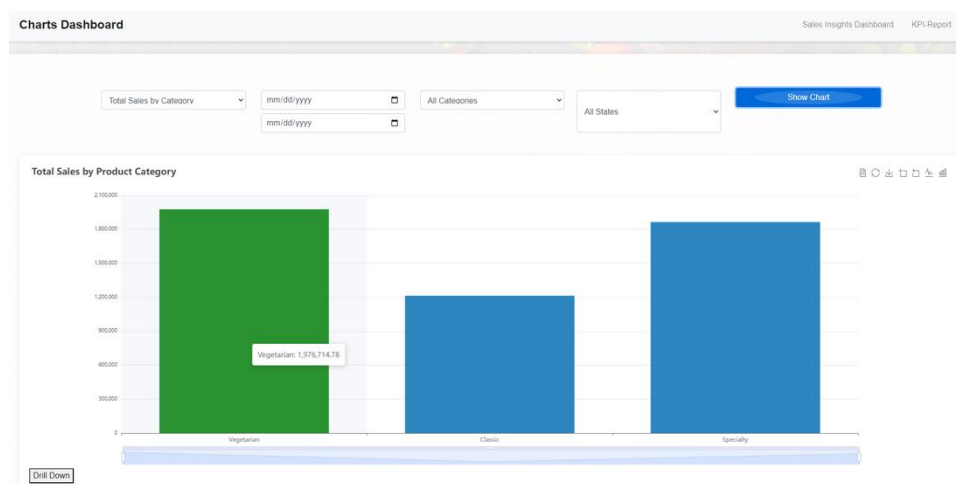 Charts Dashboard
Sales Insights Dashboard KPI-Report
Total Sales by Category mm/dd/yyyy All Categories All States Show Chart
mm/dd/yyyy
Total Sales by Product Category
2,100,000
1,800,000
1,500,000
1,200,000
900,000
Vegetarian: 1,976,714.78
600,000
300,000
0
Vegetarian Classic Specialty
Drill Down